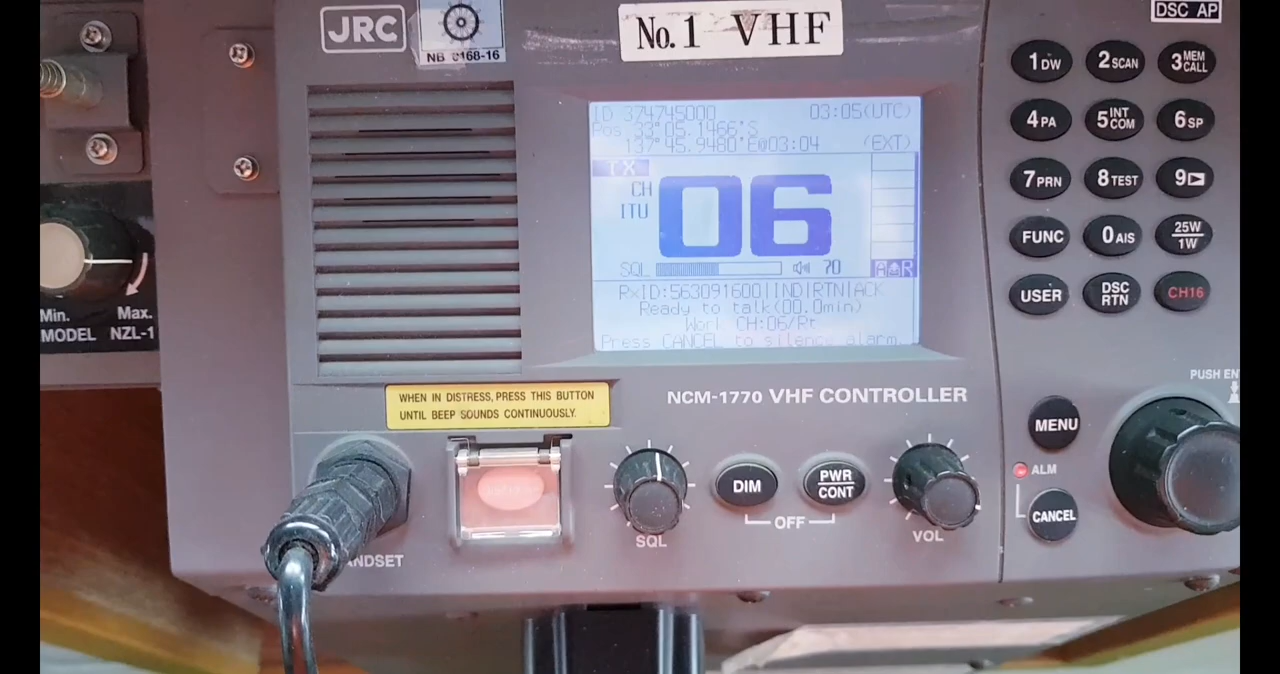 JRC
NB 0168-16
No.1 VHF
DSC AP
ID:374745000 03:05(UTC)
Pos:33°05.1466'S
137°45.9480'E@03:04 (EXT)
TX
CH
ITU
06
SQL 70
RxID:563091600|IND|RTN|ACK
Ready to talk(00.0min)
Work CH:06/Rt
Press CANCEL to silence alarm.
1 DW 2 SCAN 3 MEM CALL
4 PA 5 INT COM 6 SP
7 PRN 8 TEST 9
FUNC 0 AIS 25W 1W
USER DSC RTN CH16
Min. Max.
MODEL NZL-1
WHEN IN DISTRESS, PRESS THIS BUTTON
UNTIL BEEP SOUNDS CONTINUOUSLY.
NCM-1770 VHF CONTROLLER
PUSH EN
MENU
ALM
CANCEL
DIM PWR CONT
OFF
SQL
VOL
ANDSET